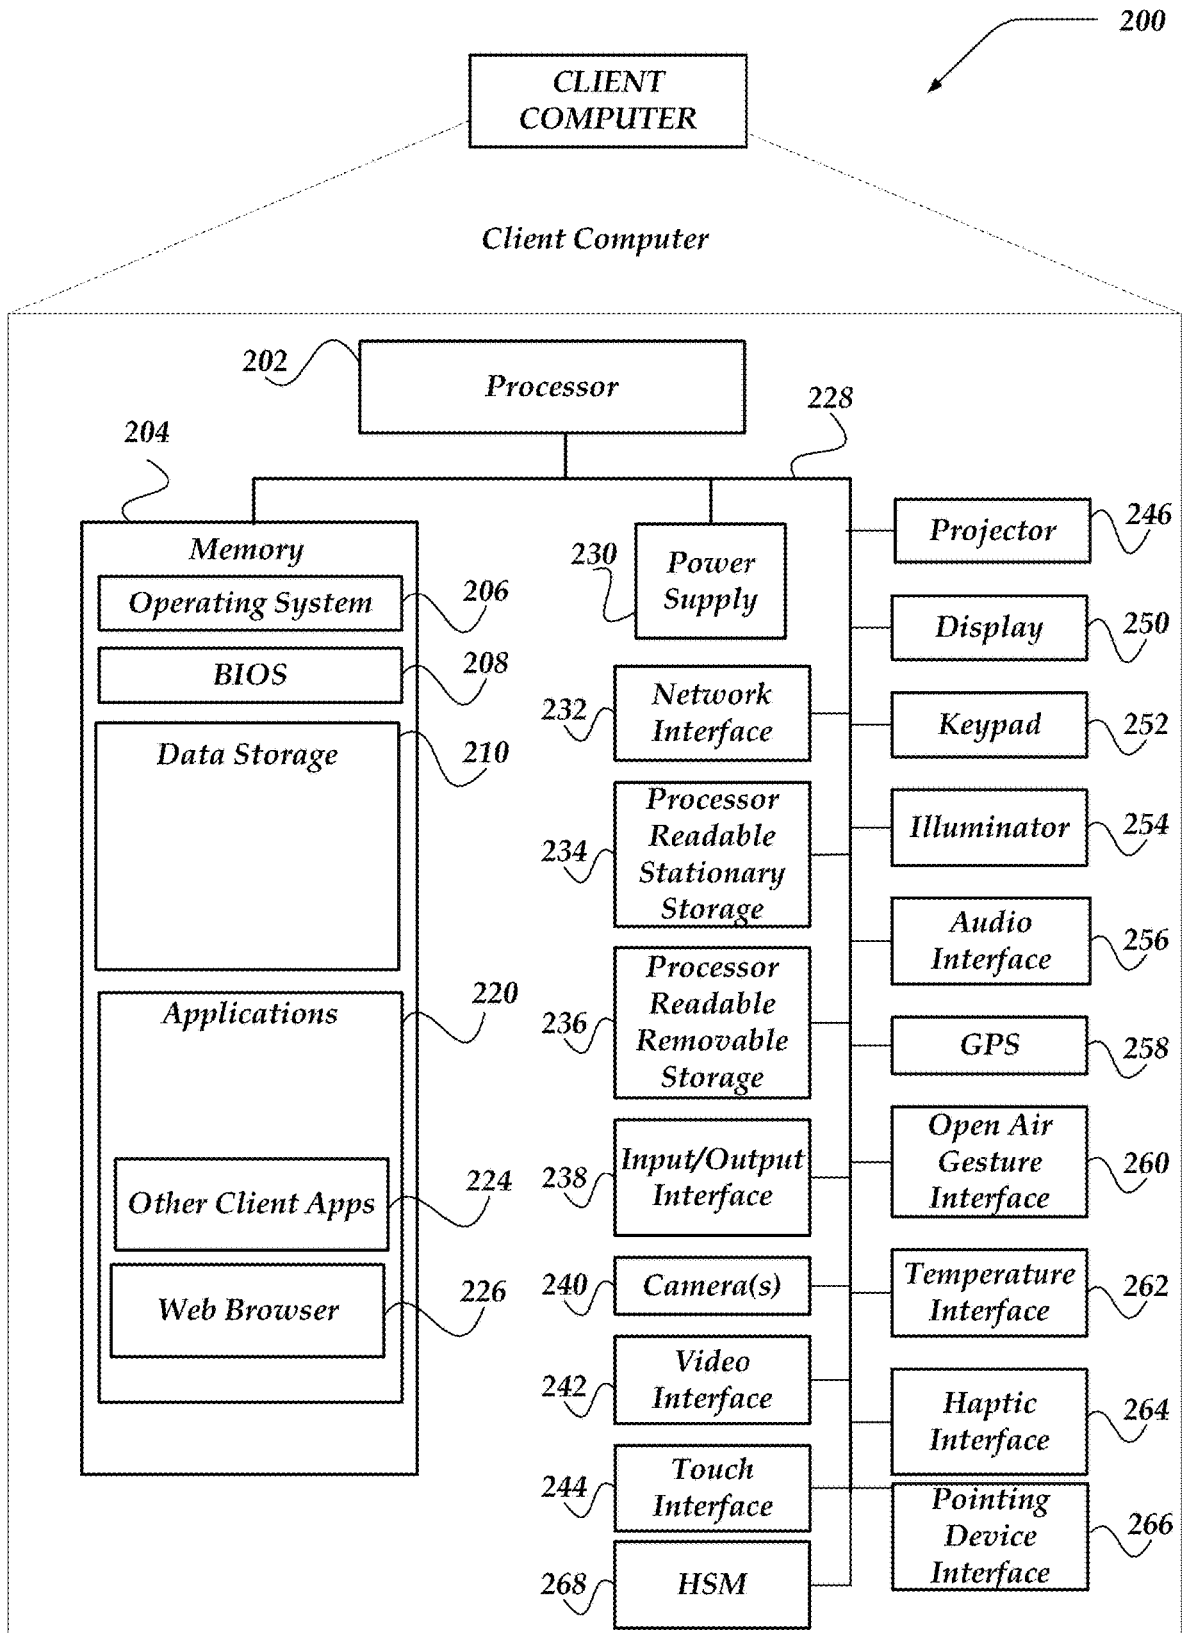 200
CLIENT
COMPUTER
Client Computer
202
Processor
228
204
Memory
Operating System
206
BIOS
208
Data Storage
210
Applications
220
Other Client Apps
224
Web Browser
226
230
Power
Supply
232
Network
Interface
234
Processor
Readable
Stationary
Storage
236
Processor
Readable
Removable
Storage
238
Input/Output
Interface
240
Camera(s)
242
Video
Interface
244
Touch
Interface
268
HSM
Projector
246
Display
250
Keypad
252
Illuminator
254
Audio
Interface
256
GPS
258
Open Air
Gesture
Interface
260
Temperature
Interface
262
Haptic
Interface
264
Pointing
Device
Interface
266